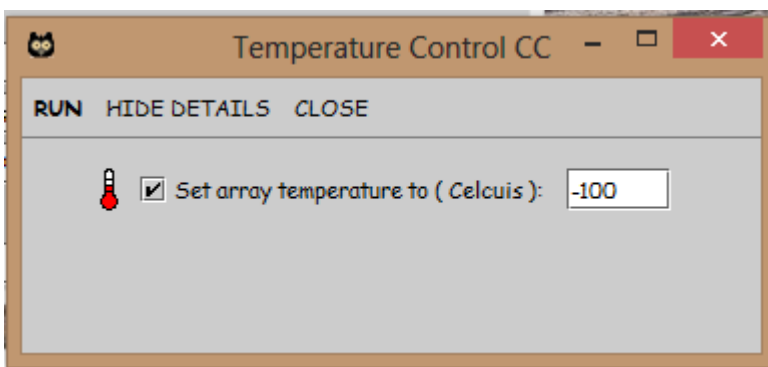 Temperature Control CC
RUN HIDE DETAILS CLOSE
Set array temperature to ( Celcuis ): -100